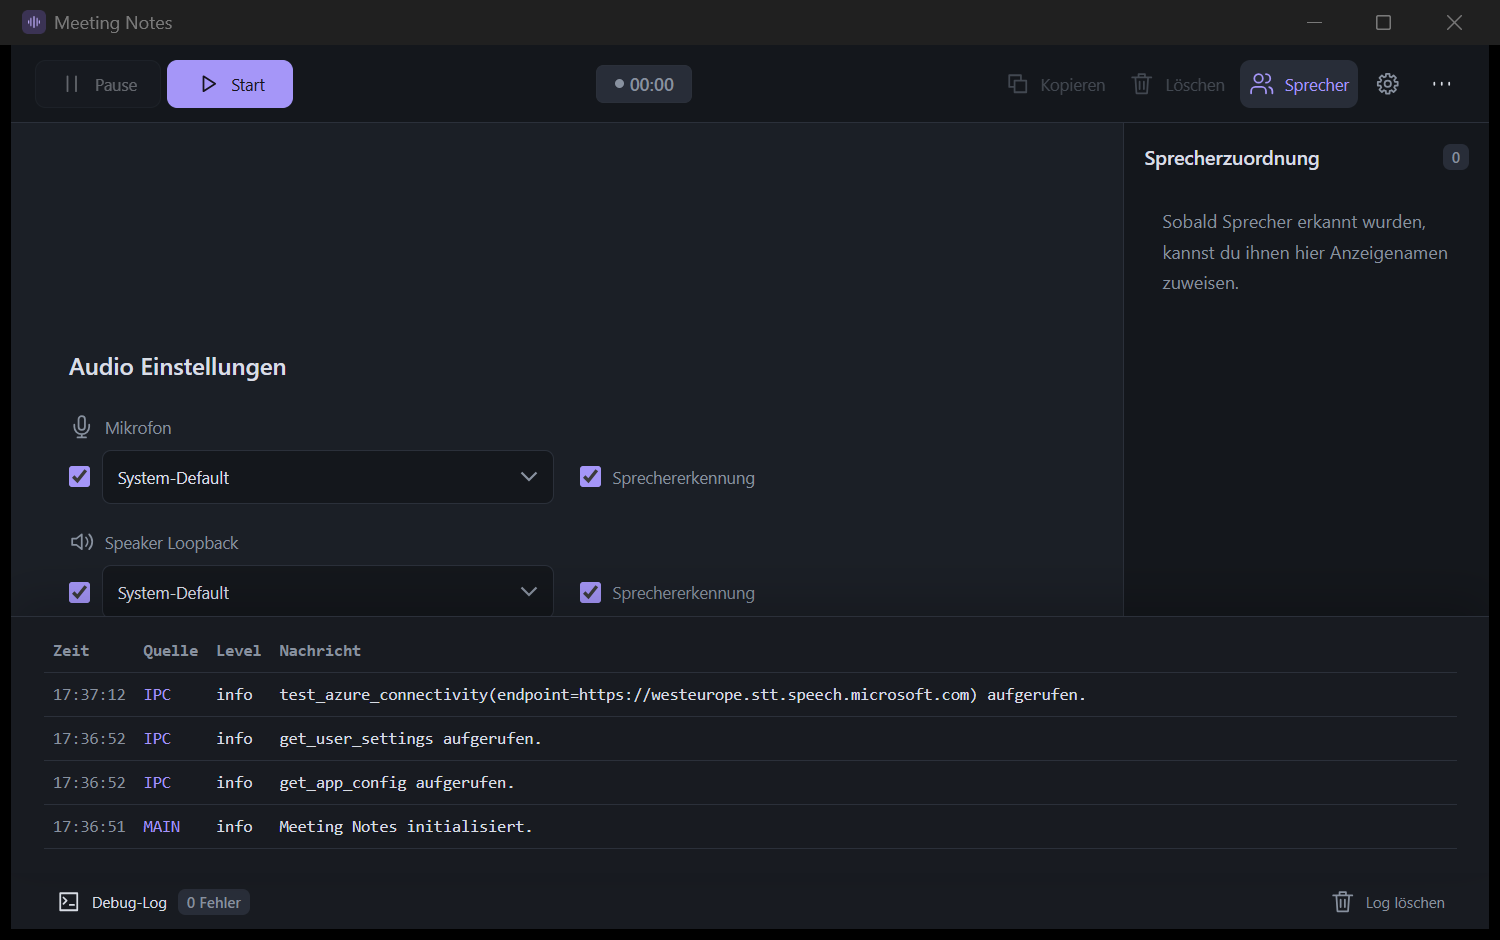 Meeting Notes
Pause
Start
00:00
Kopieren
Löschen
Sprecher
Sprecherzuordnung
0
Sobald Sprecher erkannt wurden,
kannst du ihnen hier Anzeigenamen
zuweisen.
Audio Einstellungen
Mikrofon
System-Default
Sprechererkennung
Speaker Loopback
System-Default
Sprechererkennung
Zeit Quelle Level Nachricht
17:37:12 IPC info test_azure_connectivity(endpoint=https://westeurope.stt.speech.microsoft.com) aufgerufen.
17:36:52 IPC info get_user_settings aufgerufen.
17:36:52 IPC info get_app_config aufgerufen.
17:36:51 MAIN info Meeting Notes initialisiert.
Debug-Log 0 Fehler
Log löschen